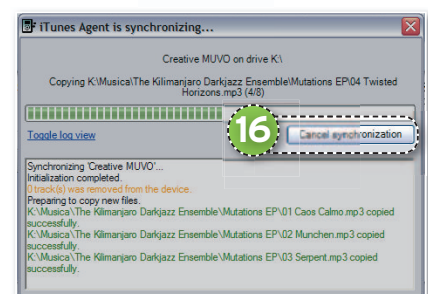 iTunes Agent is synchronizing...
Creative MUVO on drive K:\
Copying K:\Musica\The Kilimanjaro Darkjazz Ensemble\Mutations EP\04 Twisted
Horizons.mp3 (4/8)
Toggle log view
16
Cancel synchronization
Synchronizing 'Creative MUVO'...
Initialization completed.
0 track(s) was removed from the device.
Preparing to copy new files.
K:\Musica\The Kilimanjaro Darkjazz Ensemble\Mutations EP\01 Caos Calmo.mp3 copied
successfully.
K:\Musica\The Kilimanjaro Darkjazz Ensemble\Mutations EP\02 Munchen.mp3 copied
successfully.
K:\Musica\The Kilimanjaro Darkjazz Ensemble\Mutations EP\03 Serpent.mp3 copied
successfully.